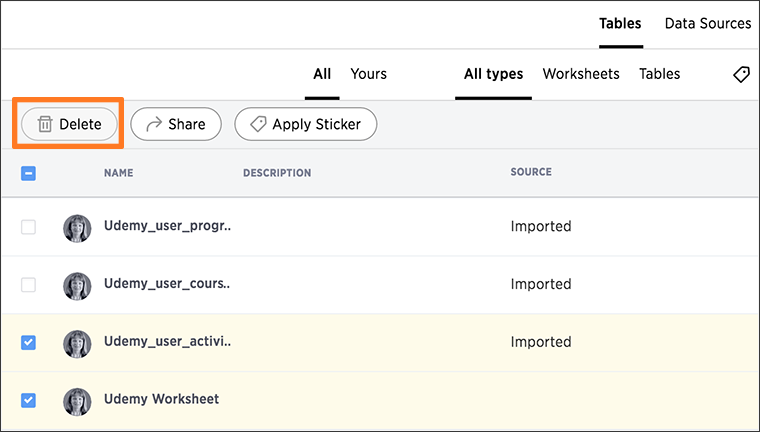 Tables Data Sources
All Yours All types Worksheets Tables
Delete Share Apply Sticker
NAME DESCRIPTION SOURCE
Udemy_user_progr.. Imported
Udemy_user_cours.. Imported
Udemy_user_activi.. Imported
Udemy Worksheet